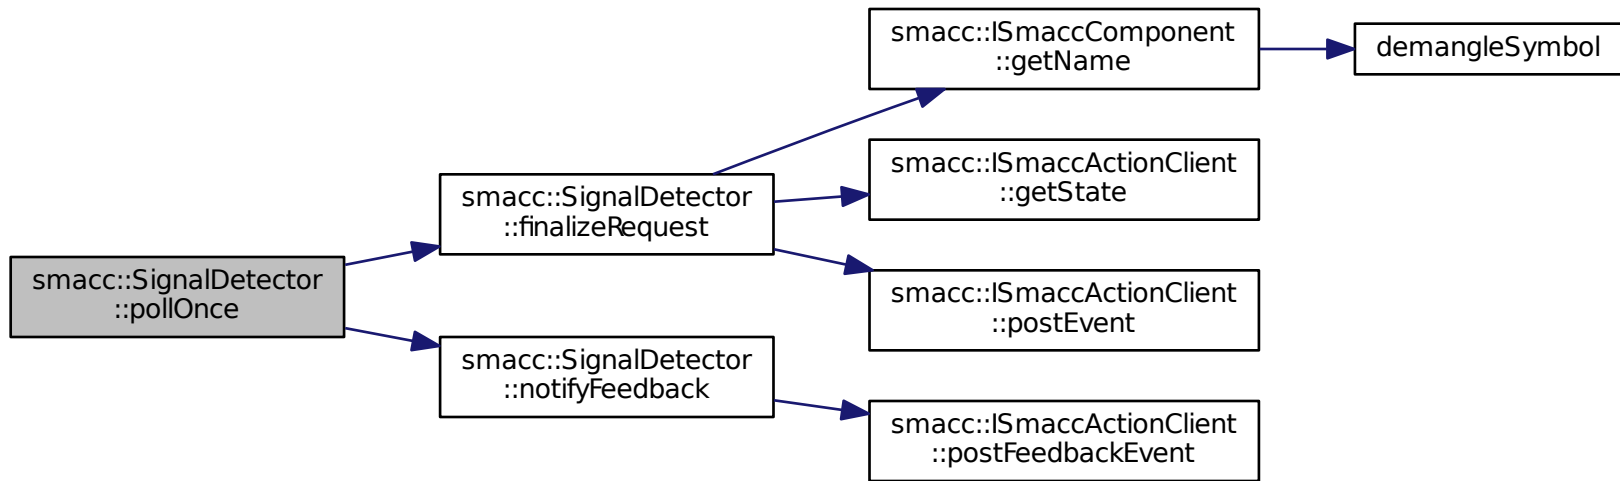 smacc::SignalDetector
::pollOnce
smacc::SignalDetector
::finalizeRequest
smacc::SignalDetector
::notifyFeedback
smacc::ISmaccComponent
::getName
smacc::ISmaccActionClient
::getState
smacc::ISmaccActionClient
::postEvent
smacc::ISmaccActionClient
::postFeedbackEvent
demangleSymbol